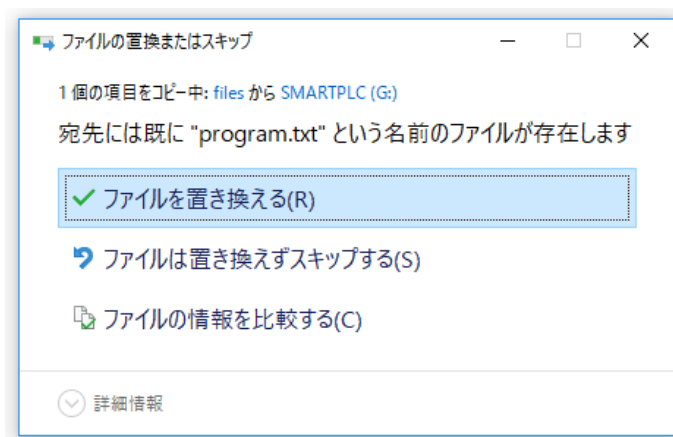 ファイルの置換またはスキップ
1 個の項目をコピー中: files から SMARTPLC (G:)
宛先には既に "program.txt" という名前のファイルが存在します
ファイルを置き換える(R)
ファイルは置き換えずスキップする(S)
ファイルの情報を比較する(C)
詳細情報